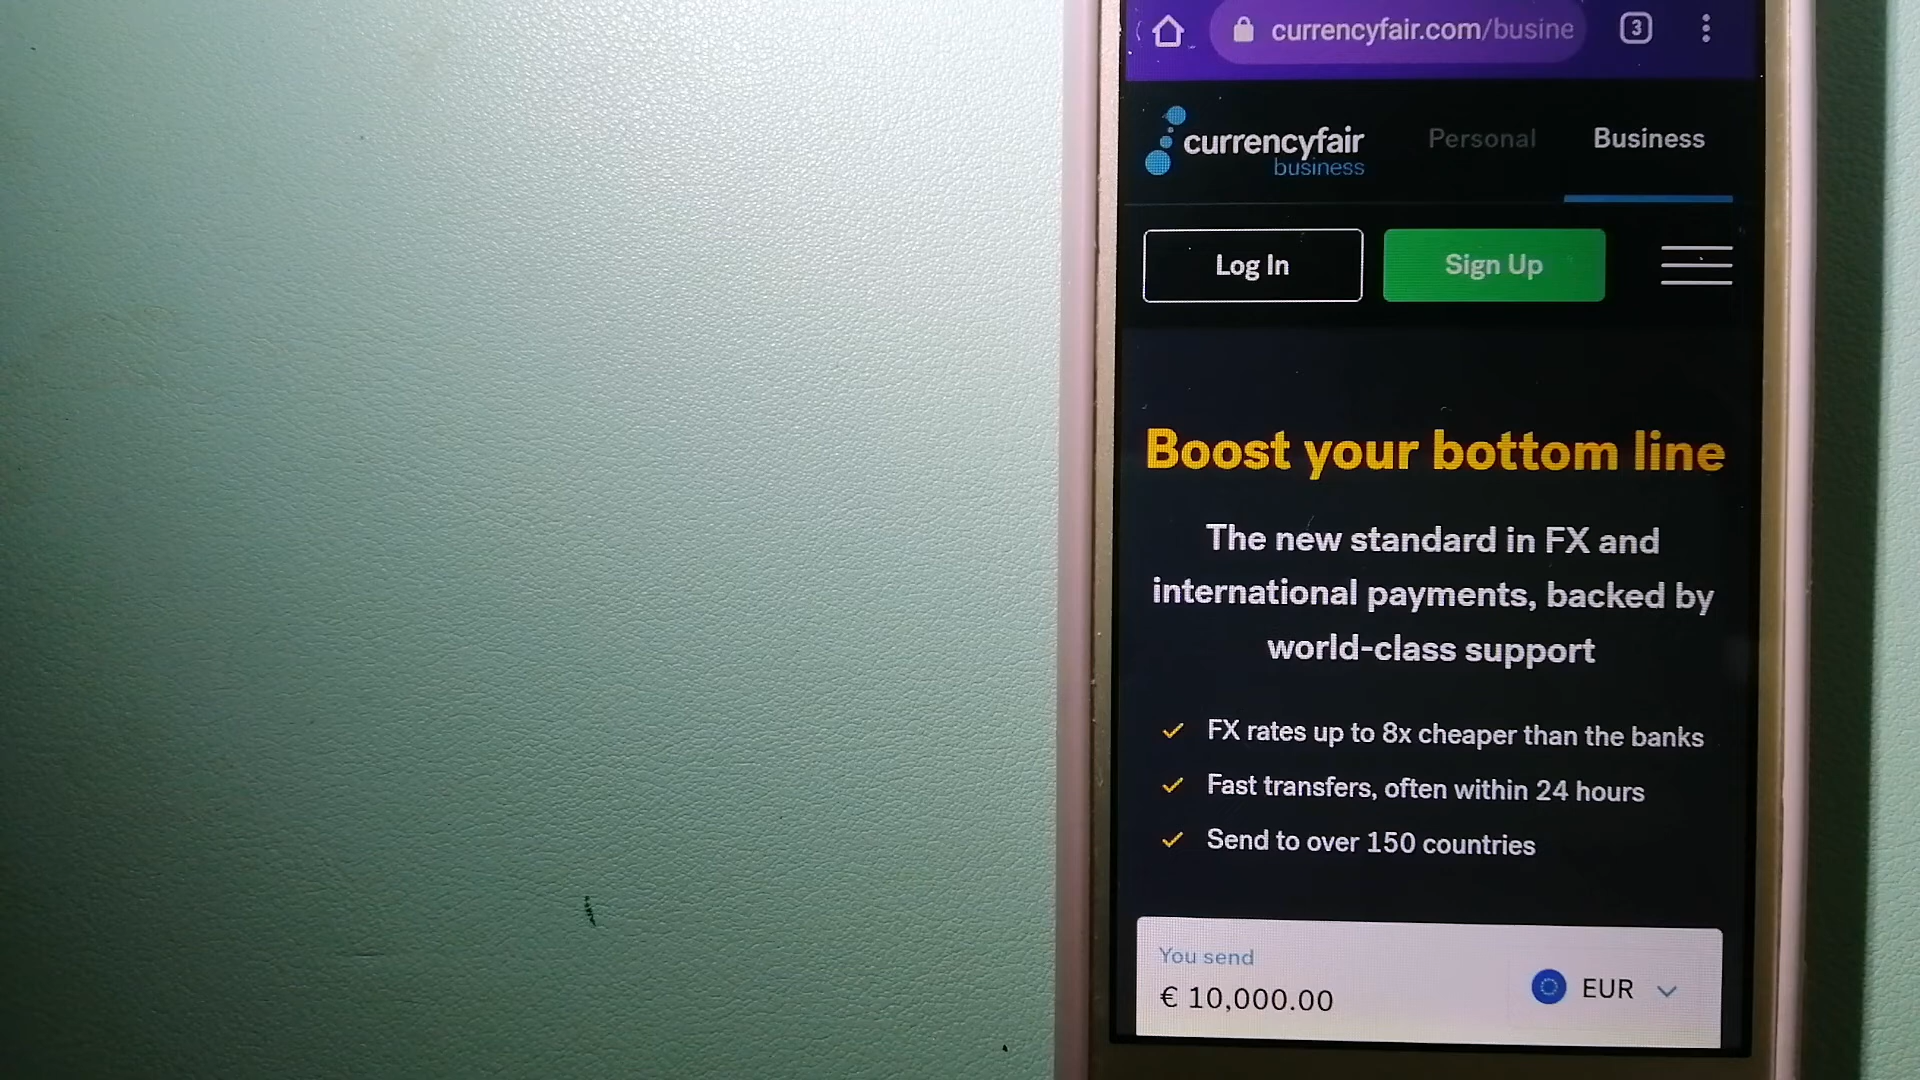 currencyfair.com/busine
3
currencyfair
business
Personal
Business
Log In
Sign Up
Boost your bottom line
The new standard in FX and
international payments, backed by
world-class support
FX rates up to 8x cheaper than the banks
Fast transfers, often within 24 hours
Send to over 150 countries
You send
€ 10,000.00
EUR